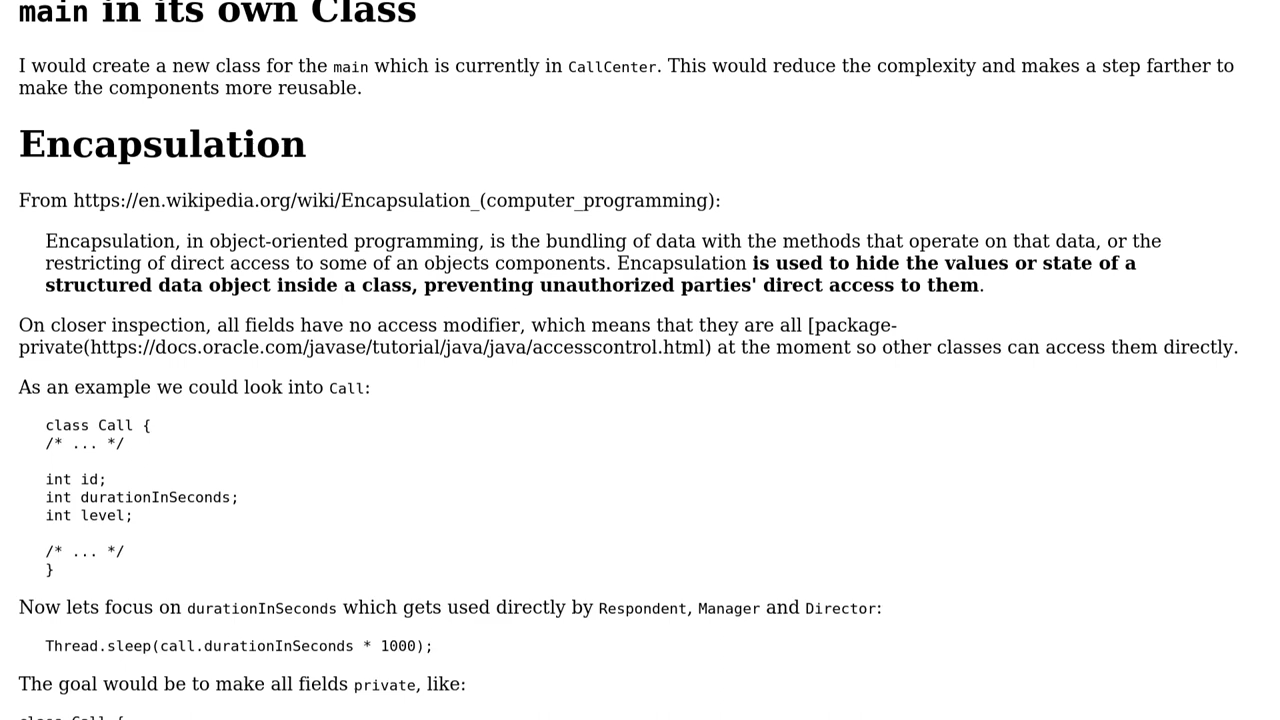 main in its own Class
I would create a new class for the main which is currently in CallCenter. This would reduce the complexity and makes a step farther to
make the components more reusable.
Encapsulation
From https://en.wikipedia.org/wiki/Encapsulation_(computer_programming):
Encapsulation, in object-oriented programming, is the bundling of data with the methods that operate on that data, or the
restricting of direct access to some of an objects components. Encapsulation is used to hide the values or state of a
structured data object inside a class, preventing unauthorized parties' direct access to them.
On closer inspection, all fields have no access modifier, which means that they are all [package-
private(https://docs.oracle.com/javase/tutorial/java/java/accesscontrol.html) at the moment so other classes can access them directly.
As an example we could look into Call:
class Call {
/* ... */
int id;
int durationInSeconds;
int level;
/* ... */
}
Now lets focus on durationInSeconds which gets used directly by Respondent, Manager and Director:
Thread.sleep(call.durationInSeconds * 1000);
The goal would be to make all fields private, like:
class Call {